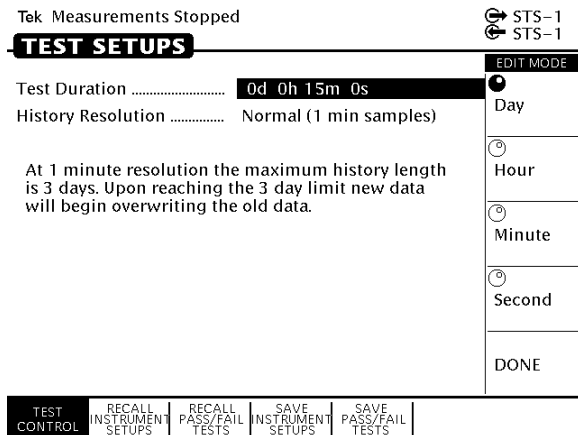 Tek Measurements Stopped
STS-1
STS-1
TEST SETUPS
EDIT MODE
Test Duration .......................... 0d 0h 15m 0s
History Resolution ............... Normal (1 min samples)
At 1 minute resolution the maximum history length
is 3 days. Upon reaching the 3 day limit new data
will begin overwriting the old data.
Day
Hour
Minute
Second
DONE
TEST
CONTROL
RECALL
INSTRUMENT
SETUPS
RECALL
PASS/FAIL
TESTS
SAVE
INSTRUMENT
SETUPS
SAVE
PASS/FAIL
TESTS